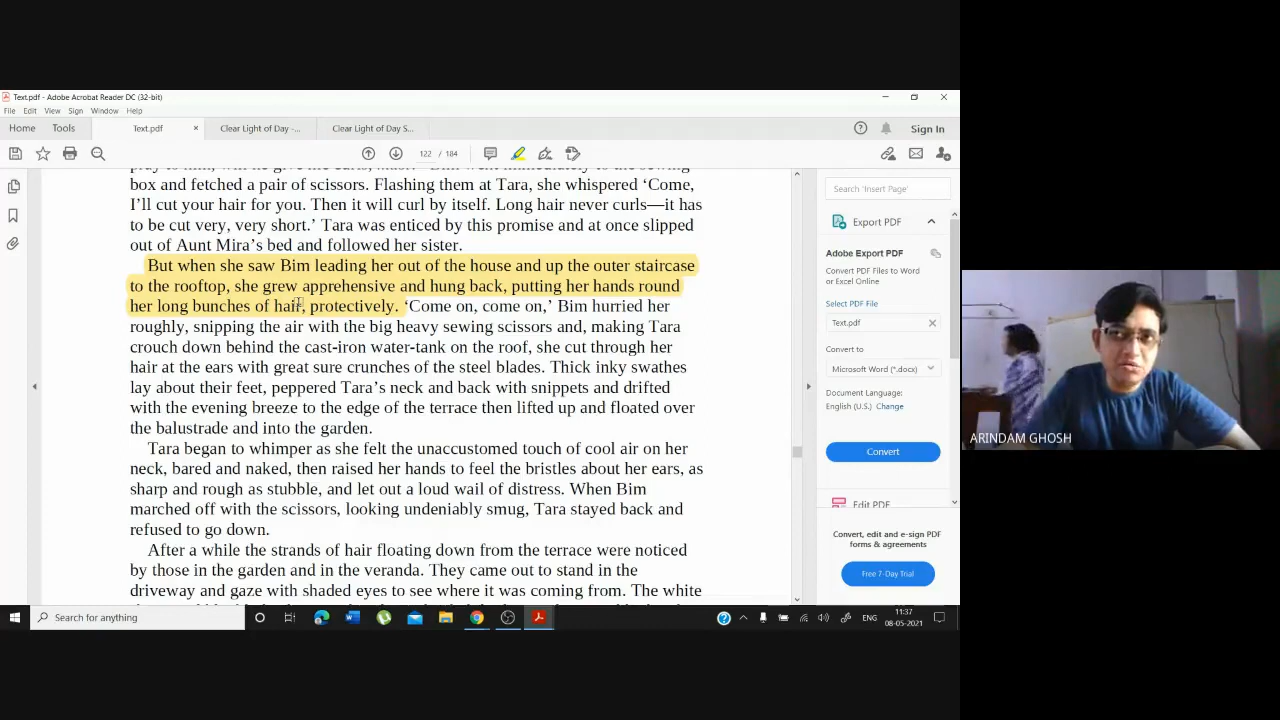 Text.pdf - Adobe Acrobat Reader DC (32-bit)
File Edit View Sign Window Help
Home Tools Text.pdf × Clear Light of Day -... Clear Light of Day S... Sign In
122 / 184
box and fetched a pair of scissors. Flashing them at Tara, she whispered ‘Come,
I’ll cut your hair for you. Then it will curl by itself. Long hair never curls—it has
to be cut very, very short.’ Tara was enticed by this promise and at once slipped
out of Aunt Mira’s bed and followed her sister.
But when she saw Bim leading her out of the house and up the outer staircase
to the rooftop, she grew apprehensive and hung back, putting her hands round
her long bunches of hair, protectively. ‘Come on, come on,’ Bim hurried her
roughly, snipping the air with the big heavy sewing scissors and, making Tara
crouch down behind the cast-iron water-tank on the roof, she cut through her
hair at the ears with great sure crunches of the steel blades. Thick inky swathes
lay about their feet, peppered Tara’s neck and back with snippets and drifted
with the evening breeze to the edge of the terrace then lifted up and floated over
the balustrade and into the garden.
Tara began to whimper as she felt the unaccustomed touch of cool air on her
neck, bared and naked, then raised her hands to feel the bristles about her ears, as
sharp and rough as stubble, and let out a loud wail of distress. When Bim
marched off with the scissors, looking undeniably smug, Tara stayed back and
refused to go down.
After a while the strands of hair floating down from the terrace were noticed
by those in the garden and in the veranda. They came out to stand in the
driveway and gaze with shaded eyes to see where it was coming from. The white
Search 'Insert Page'
Export PDF
Adobe Export PDF
Convert PDF Files to Word
or Excel Online
Select PDF File
Text.pdf ×
Convert to
Microsoft Word (*.docx)
Document Language:
English (U.S.) Change
Convert
Edit PDF
Convert, edit and e-sign PDF
forms & agreements
Free 7-Day Trial
ARINDAM GHOSH
Search for anything
ENG
11:37
08-05-2021